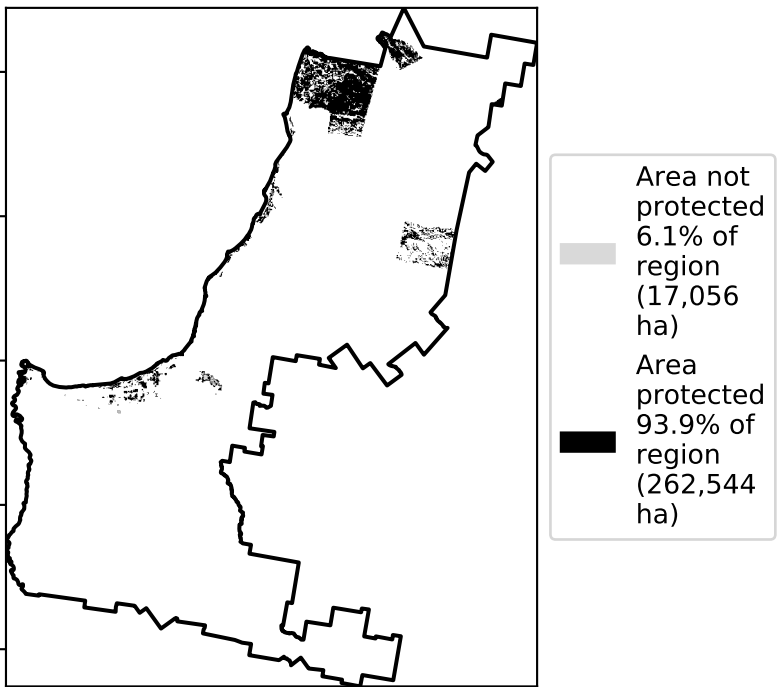 Area not
protected
6.1% of
region
(17,056
ha)
Area
protected
93.9% of
region
(262,544
ha)